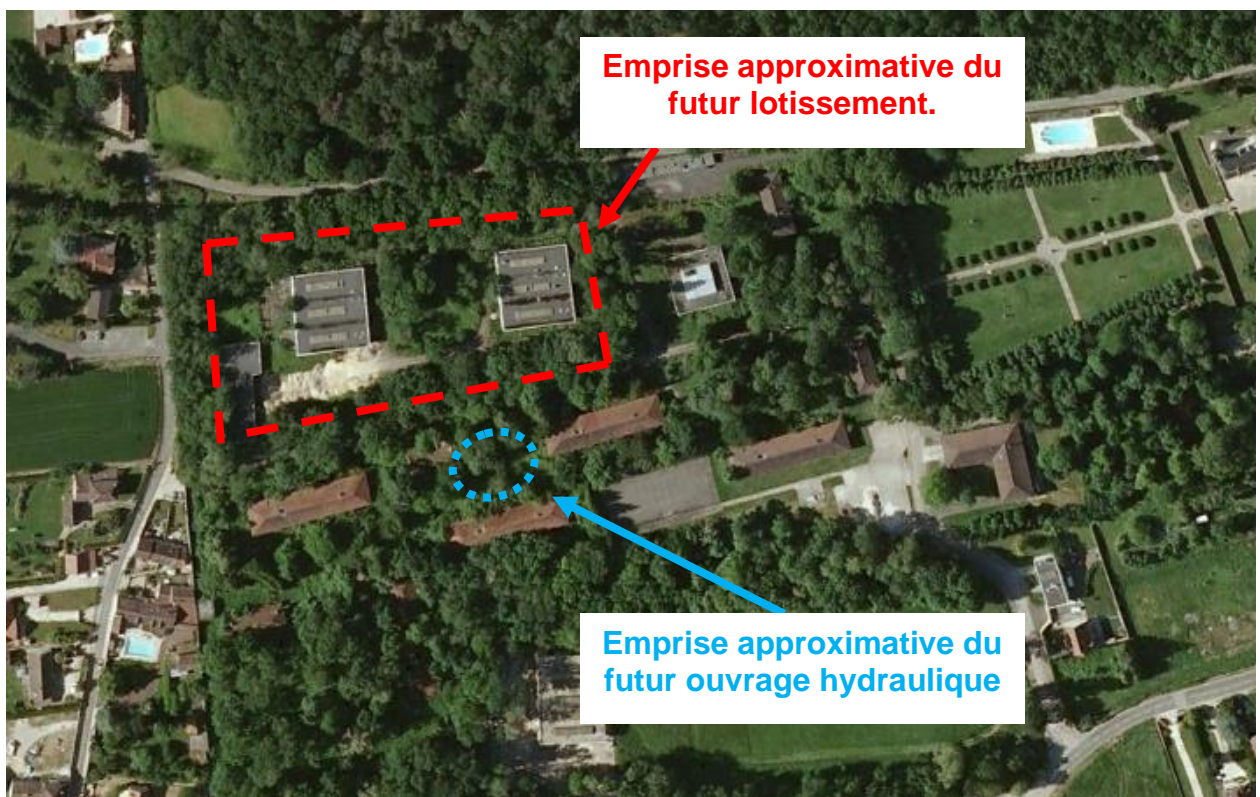 Emprise approximative du
futur lotissement.
Emprise approximative du
futur ouvrage hydraulique